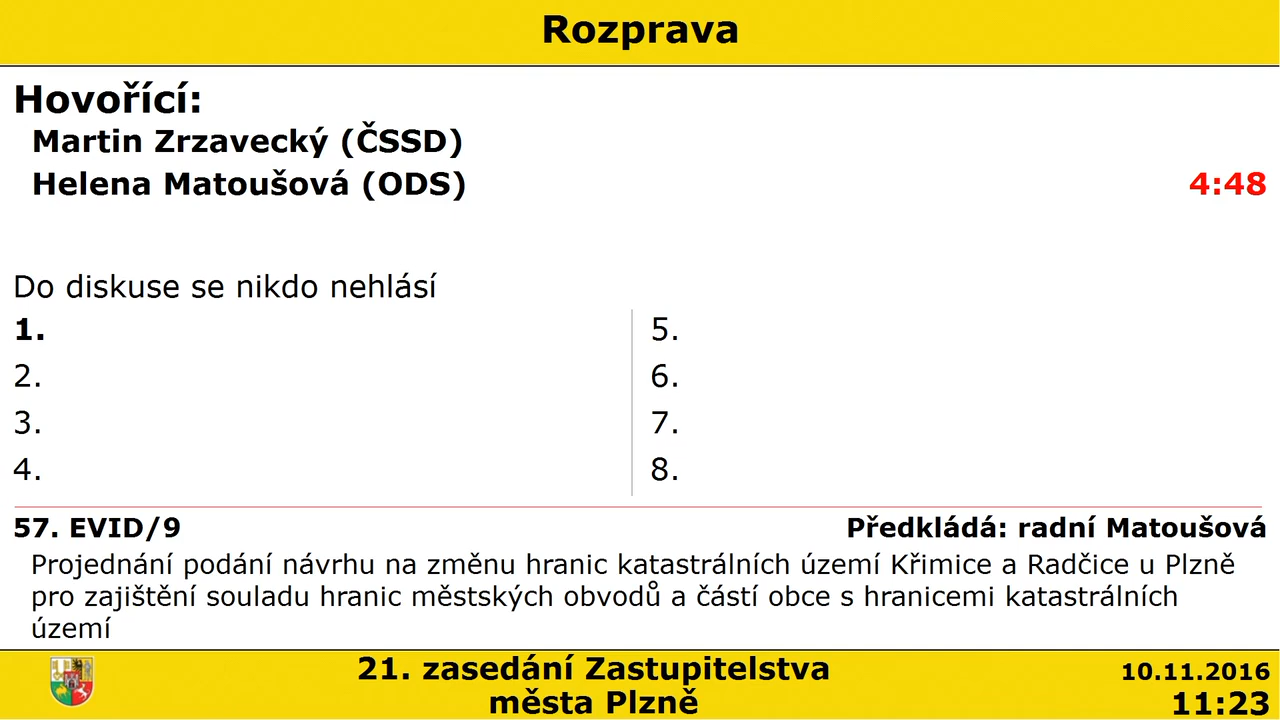 Rozprava
Hovořící:
Martin Zrzavecký (ČSSD)
Helena Matoušová (ODS) 4:48
Do diskuse se nikdo nehlásí
1.
2.
3.
4.
5.
6.
7.
8.
57. EVID/9 Předkládá: radní Matoušová
Projednání podání návrhu na změnu hranic katastrálních území Křimice a Radčice u Plzně
pro zajištění souladu hranic městských obvodů a částí obce s hranicemi katastrálních
území
21. zasedání Zastupitelstva
města Plzně
10.11.2016
11:23